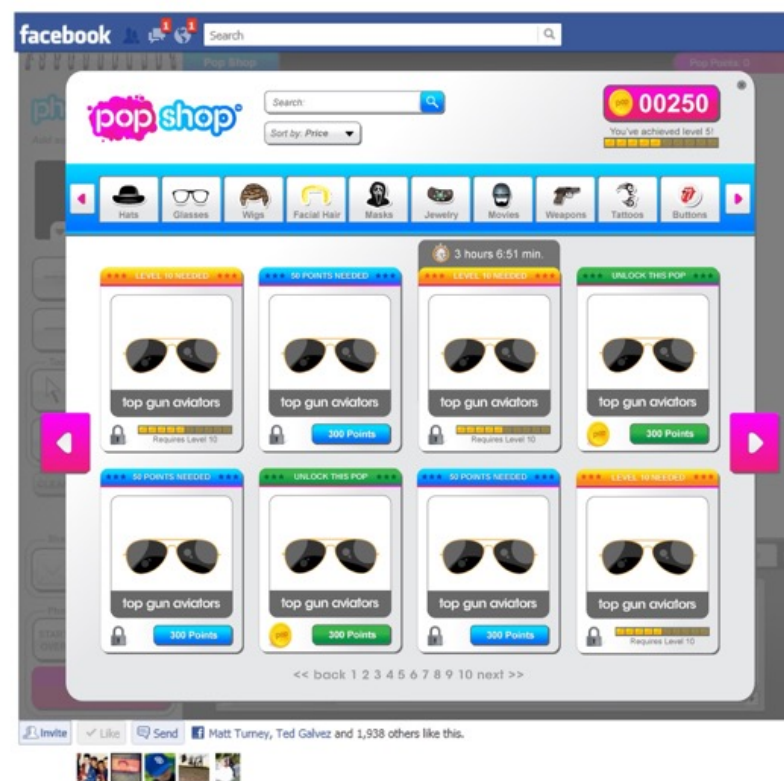 facebook
1
1
Search
Pop Shop
Pop Points: 0
pop shop
Search:
Sort by: Price
pop
00250
You've achieved level 5!
Hats
Glasses
Wigs
Facial Hair
Masks
Jewelry
Movies
Weapons
Tattoos
Buttons
3 hours 6:51 min.
LEVEL 10 NEEDED
50 POINTS NEEDED
LEVEL 10 NEEDED
UNLOCK THIS POP
top gun aviators
top gun aviators
top gun aviators
top gun aviators
Requires Level 10
300 Points
Requires Level 10
pop
300 Points
50 POINTS NEEDED
UNLOCK THIS POP
50 POINTS NEEDED
LEVEL 10 NEEDED
top gun aviators
top gun aviators
top gun aviators
top gun aviators
300 Points
pop
300 Points
300 Points
Requires Level 10
<< back 1 2 3 4 5 6 7 8 9 10 next >>
Invite
Like
Send
Matt Turney, Ted Galvez and 1,938 others like this.